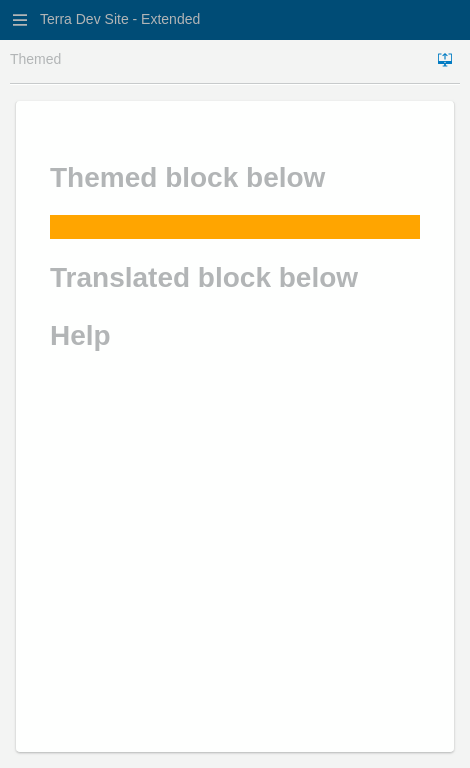 Terra Dev Site - Extended
Themed
Themed block below
Translated block below
Help